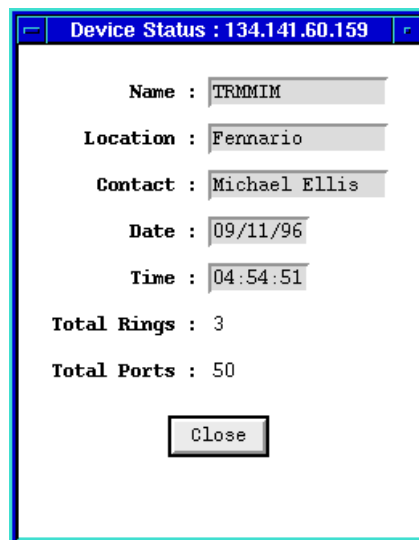 Device Status : 134.141.60.159
Name : TRMMIM
Location : Fennario
Contact : Michael Ellis
Date : 09/11/96
Time : 04:54:51
Total Rings : 3
Total Ports : 50
Close